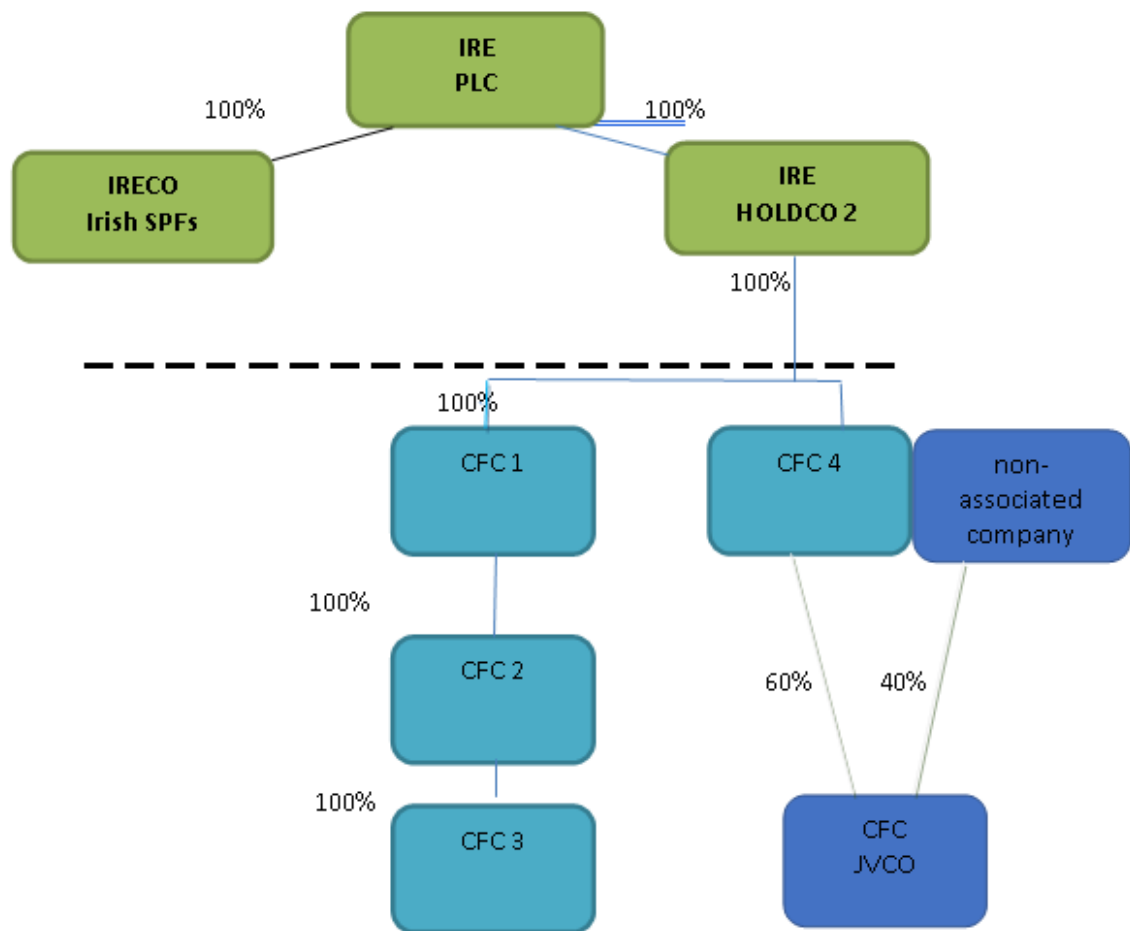 IRE
PLC
100%
100%
IRECO
Irish SPFs
IRE
HOLDCO 2
100%
100%
CFC 1
CFC 4
non-
associated
company
100%
CFC 2
60%
40%
100%
CFC 3
CFC
JVCO